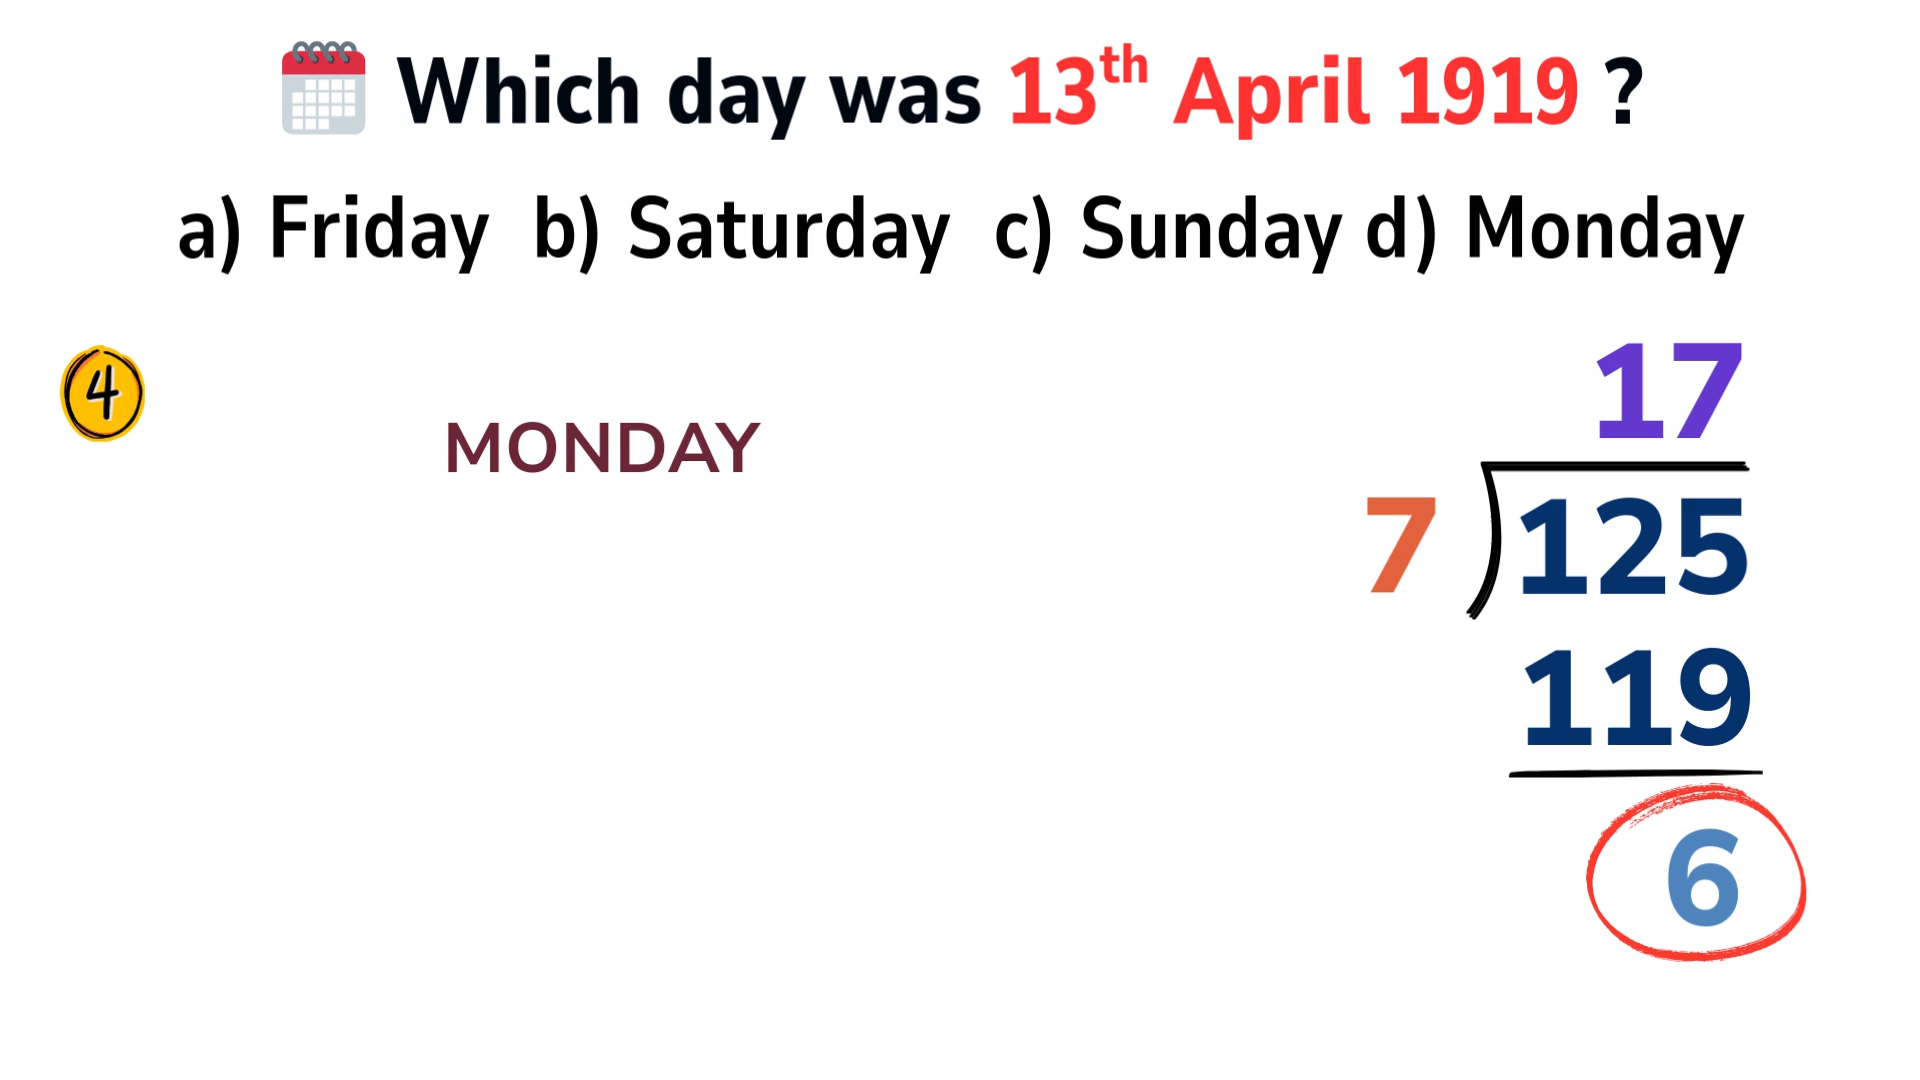 Which day was 13th April 1919 ?
a) Friday b) Saturday c) Sunday d) Monday
4
17
MONDAY
7 125
119
6